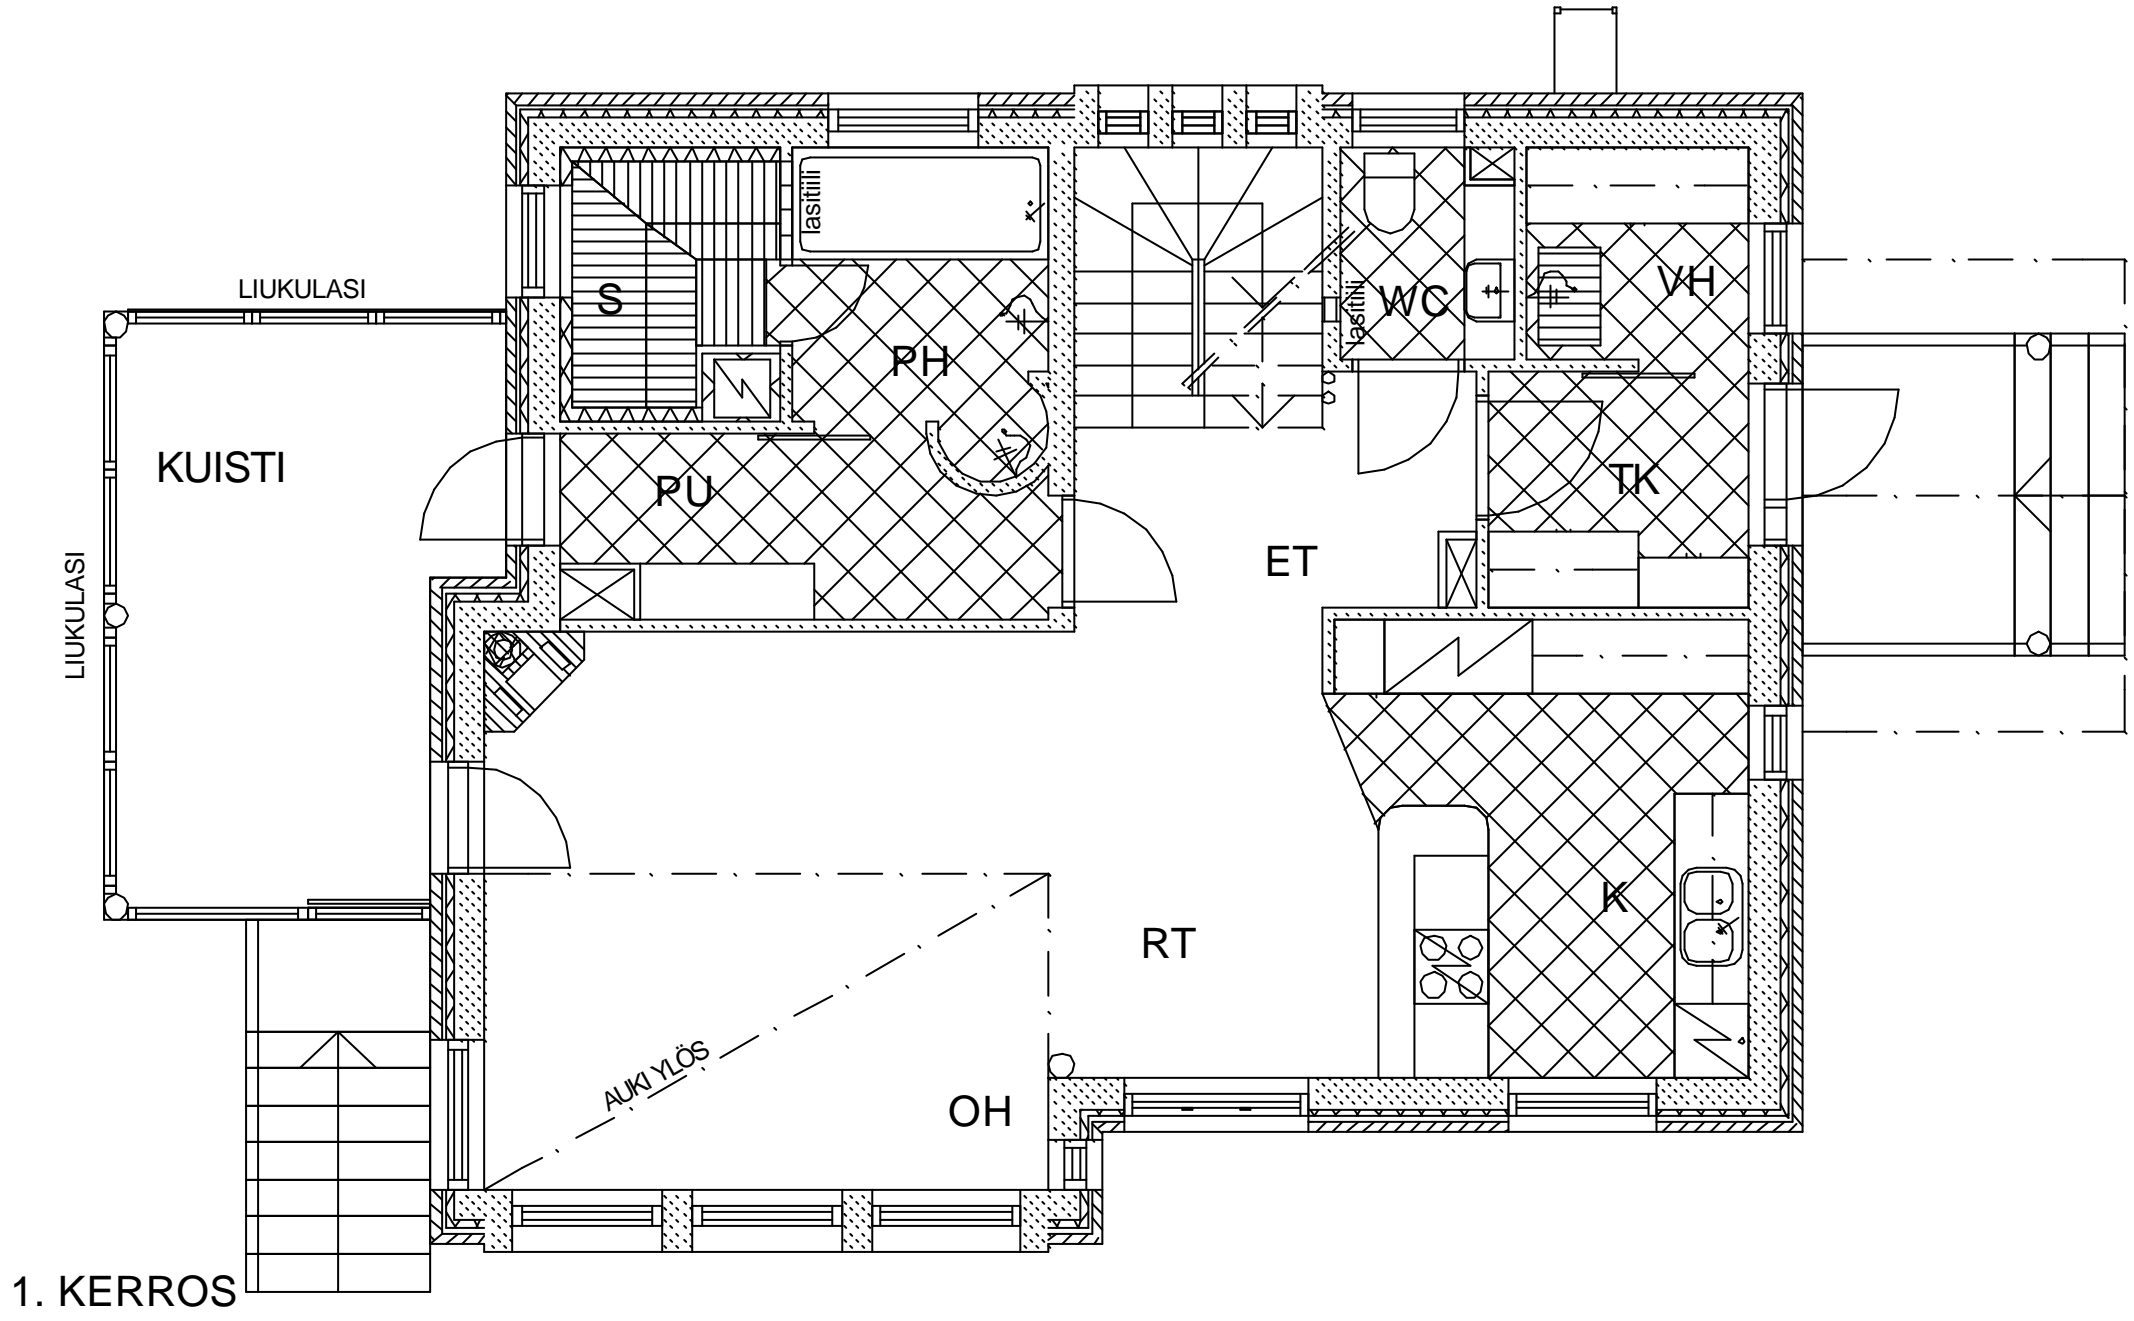 lasitiili
LIUKULASI
S
lasitiili
WC
VH
PH
KUISTI
PU
TK
ET
LIUKULASI
K
RT
AUKI YLÖS
OH
1. KERROS